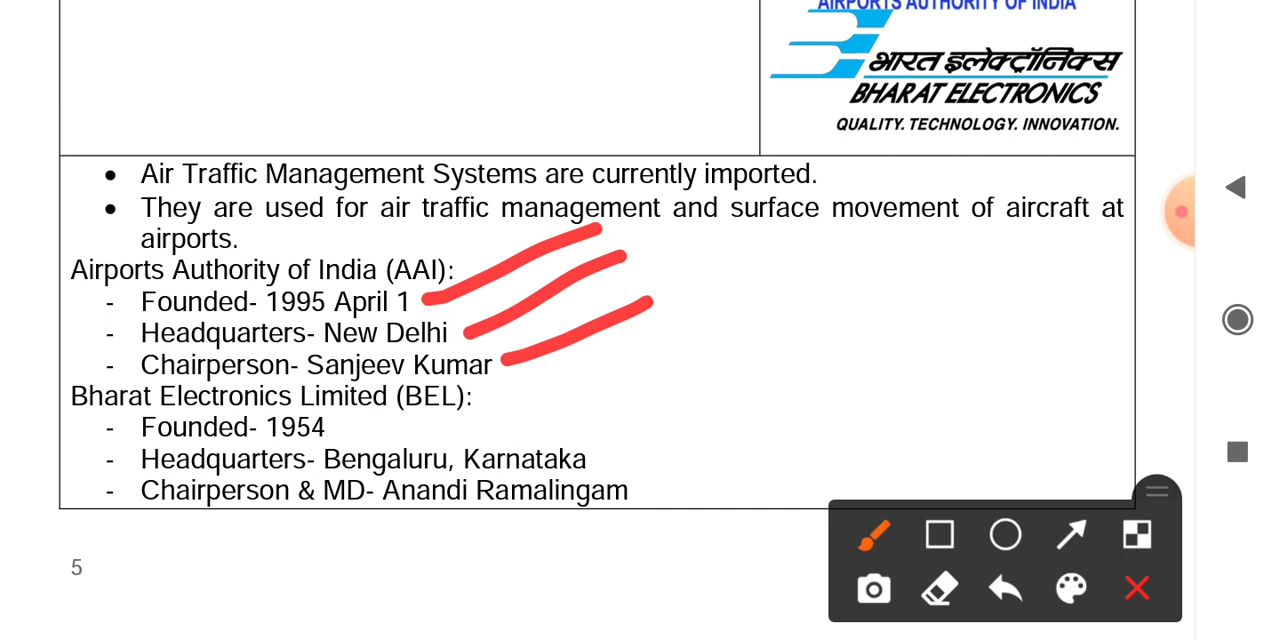 AIRPORTS AUTHORITY OF INDIA
भारत इलेक्ट्रॉनिक्स
BHARAT ELECTRONICS
QUALITY. TECHNOLOGY. INNOVATION.
• Air Traffic Management Systems are currently imported.
• They are used for air traffic management and surface movement of aircraft at
airports.
Airports Authority of India (AAI):
- Founded- 1995 April 1
- Headquarters- New Delhi
- Chairperson- Sanjeev Kumar
Bharat Electronics Limited (BEL):
- Founded- 1954
- Headquarters- Bengaluru, Karnataka
- Chairperson & MD- Anandi Ramalingam
5